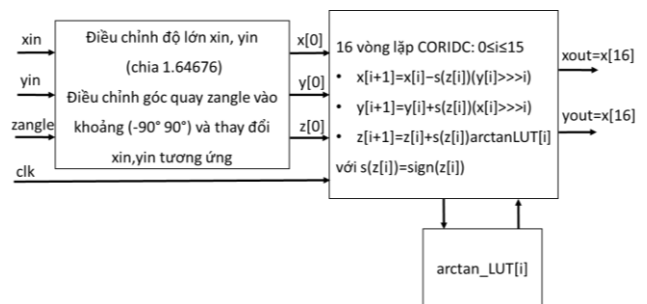 xin
yin
zangle
clk
Điều chỉnh độ lớn xin, yin
(chia 1.64676)
Điều chỉnh góc quay zangle vào
khoảng (-90° 90°) và thay đổi
xin,yin tương ứng
x[0]
y[0]
z[0]
16 vòng lặp CORIDC: 0≤i≤15
• x[i+1]=x[i]−s(z[i])(y[i]>>>i)
• y[i+1]=y[i]+s(z[i])(x[i]>>>i)
• z[i+1]=z[i]+s(z[i])arctanLUT[i]
với s(z[i])=sign(z[i])
xout=x[16]
yout=x[16]
arctan_LUT[i]